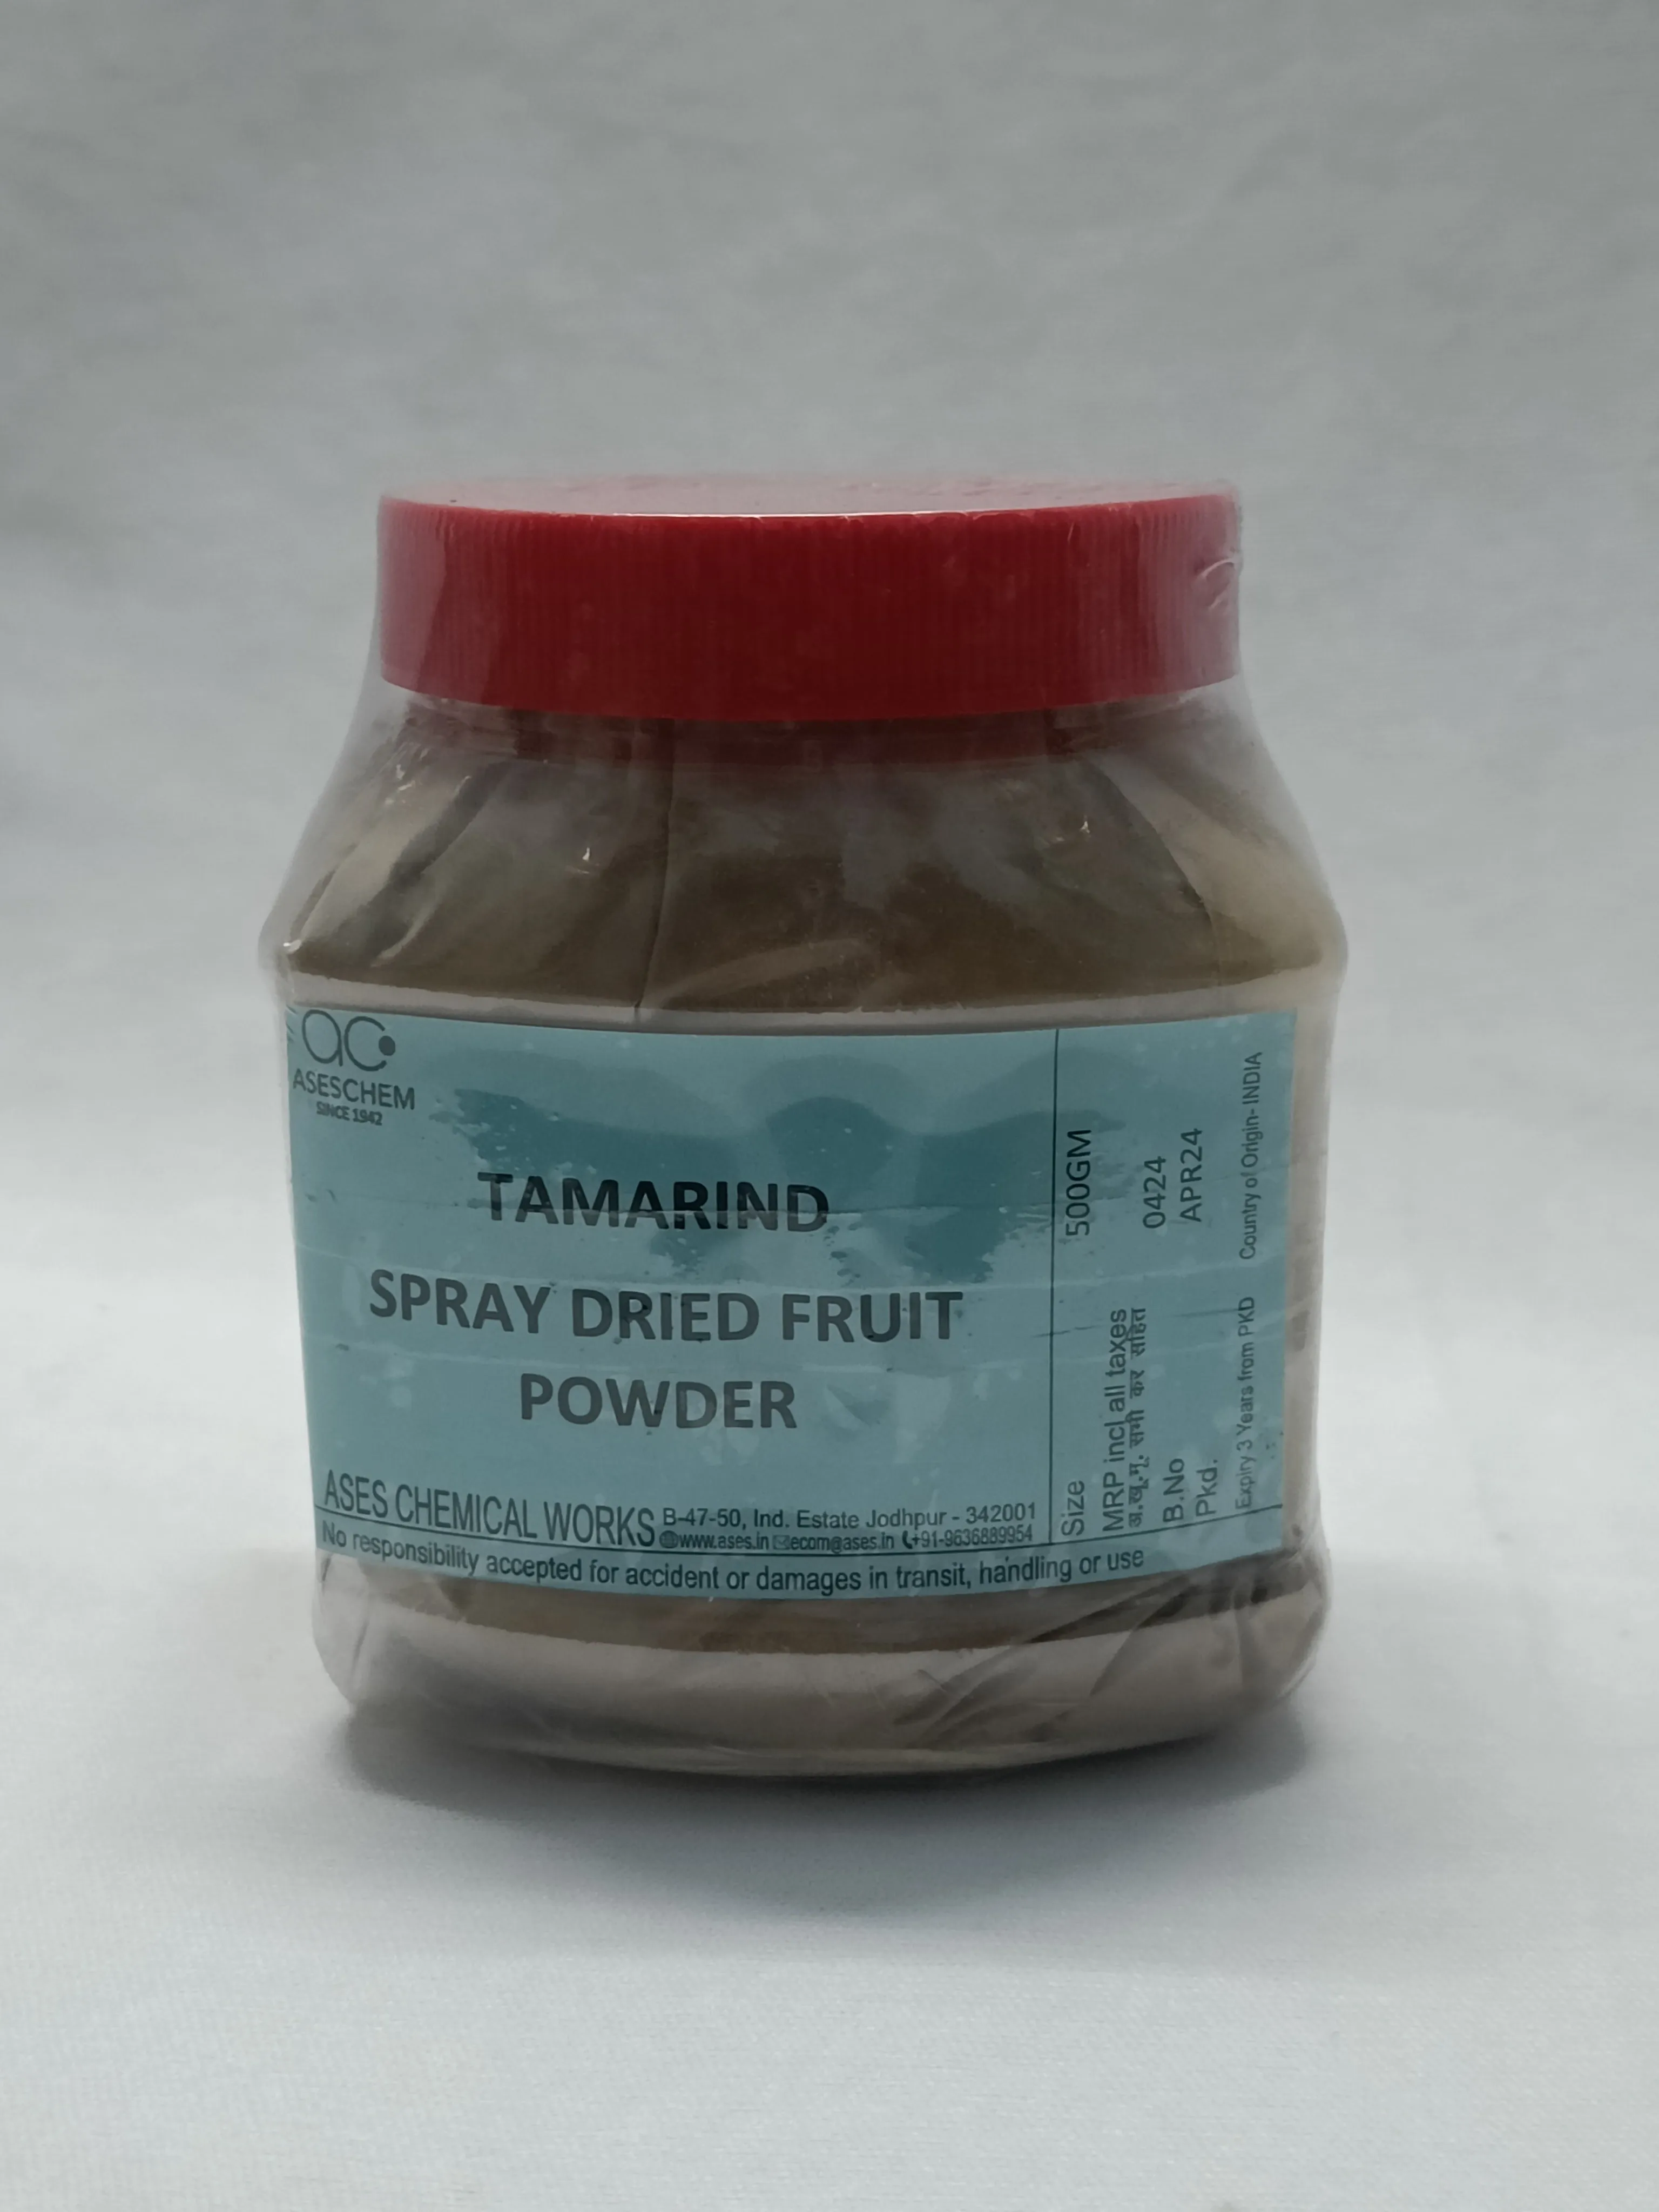 ac
ASESCHEM
SINCE 1942
TAMARIND
SPRAY DRIED FRUIT
POWDER
ASES CHEMICAL WORKS B-47-50, Ind. Estate Jodhpur - 342001
www.ases.in ecom@ases.in +91-9636889954
No responsibility accepted for accident or damages in transit, handling or use
Size 500GM
MRP incl all taxes
अ.खू.मू. सभी कर सहित
B.No 0424
Pkd. APR24
Expiry 3 Years from PKD Country of Origin- INDIA